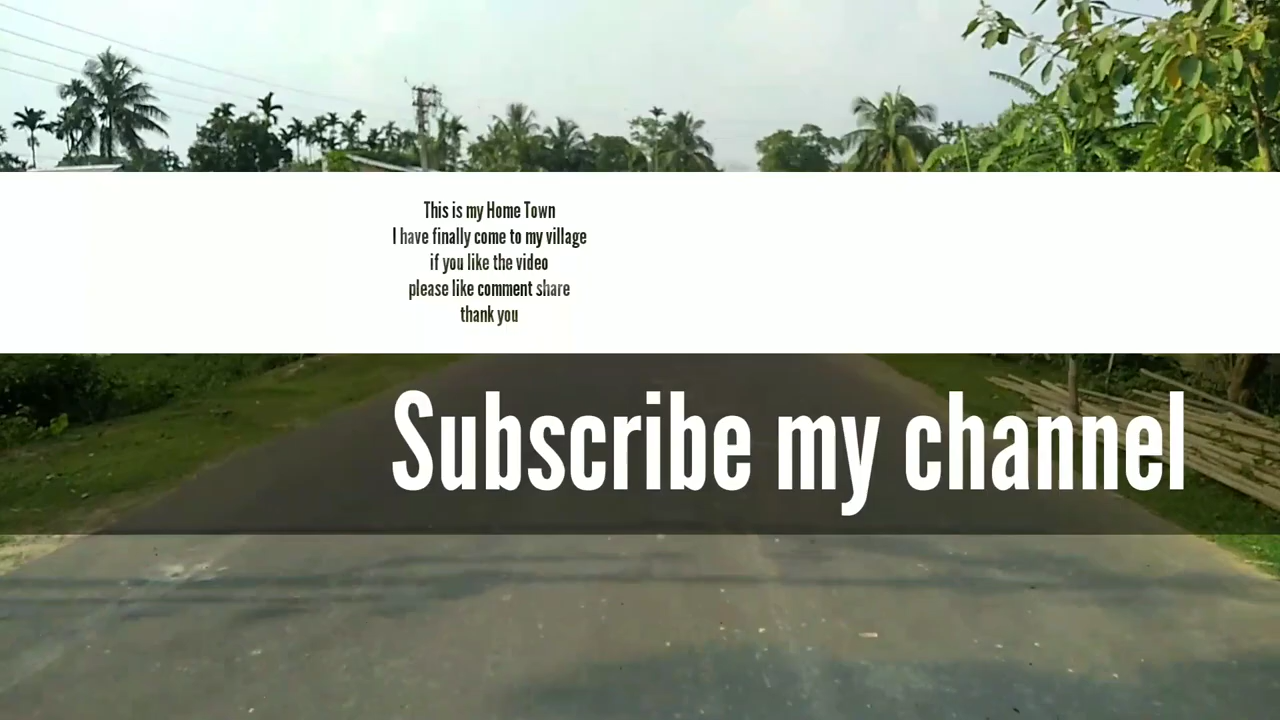 This is my Home Town
I have finally come to my village
if you like the video
please like comment share
thank you
Subscribe my channel